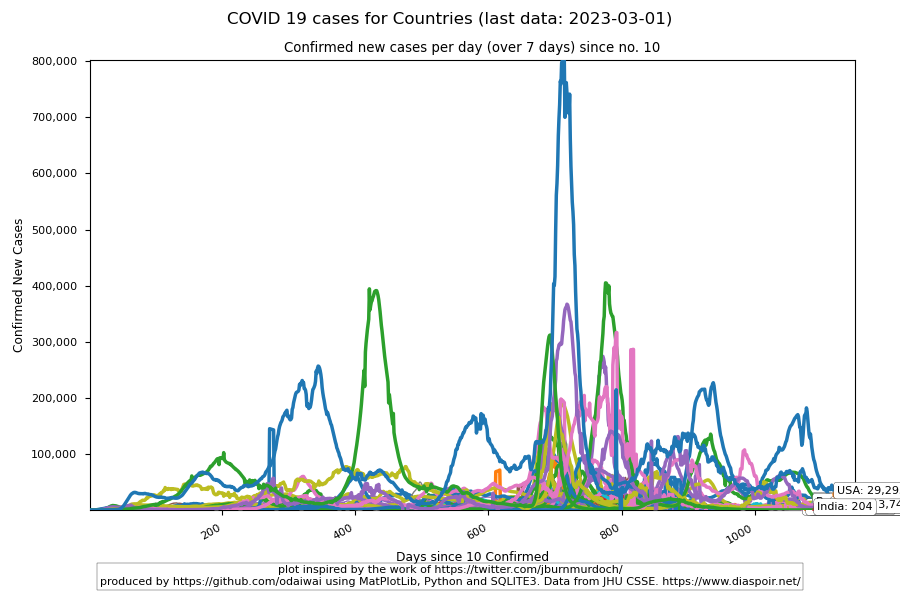 COVID 19 cases for Countries (last data: 2023-03-01)
Confirmed new cases per day (over 7 days) since no. 10
800,000
700,000
600,000
500,000
400,000
300,000
200,000
100,000
Confirmed New Cases
200
400
600
800
1000
USA: 29,29
India: 204
3,74
Days since 10 Confirmed
plot inspired by the work of https://twitter.com/jburnmurdoch/
produced by https://github.com/odaiwai using MatPlotLib, Python and SQLITE3. Data from JHU CSSE. https://www.diaspoir.net/